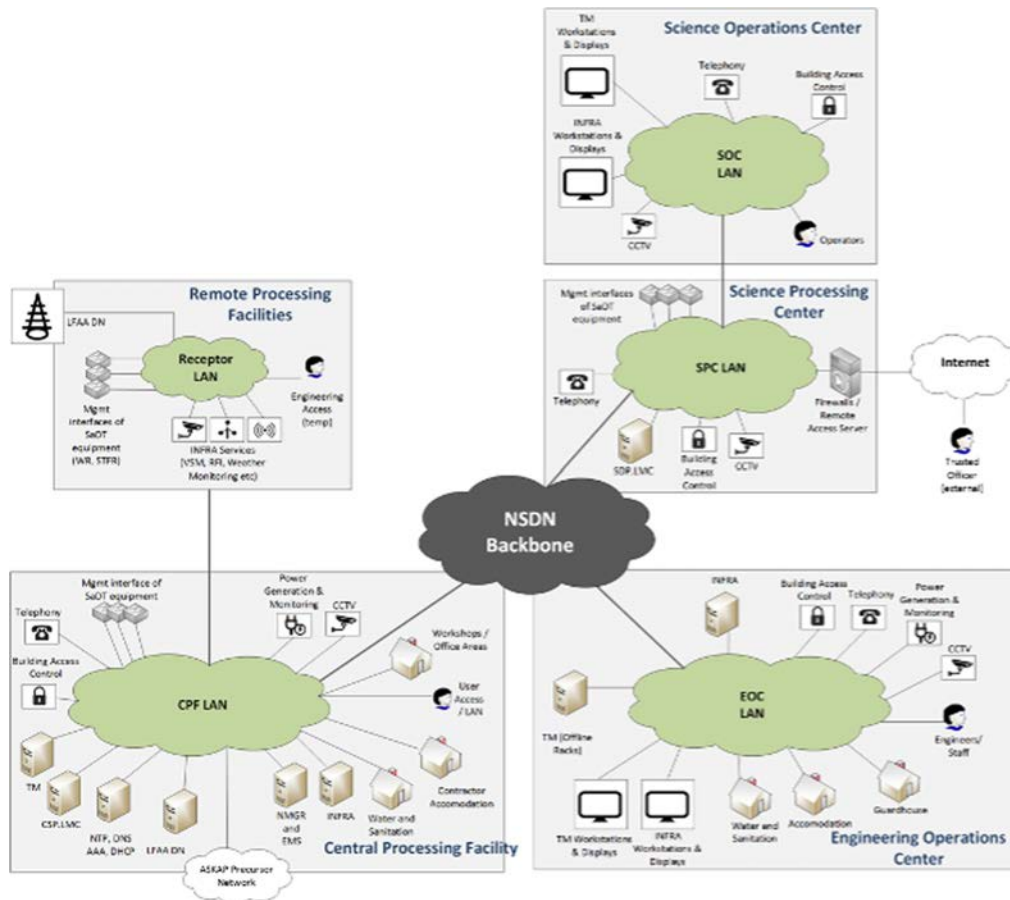 Science Operations Center
TM
Workstations
& Displays
Telephony
Building Access
Control
INFRA
Workstations &
Displays
SOC
LAN
CCTV
Operators
Remote Processing
Facilities
LFAA DN
Receptor
LAN
Mgmt
interfaces of
SaDT
equipment
(WR, STFR)
INFRA Services
(VSM, RFI, Weather
Monitoring etc)
Engineering
Access
(temp)
Science Processing
Center
Mgmt interfaces
of SaDT
equipment
SPC LAN
Telephony
SDP.LMC
Building
Access
Control
CCTV
Firewalls /
Remote
Access Server
Internet
Trusted
Officer
(external)
NSDN
Backbone
Mgmt interface of
SaDT equipment
Telephony
Building Access
Control
Power
Generation &
Monitoring
CCTV
Workshops /
Office Areas
CPF LAN
User
Access
/ LAN
Contractor
Accomodation
TM
CSP.LMC
NTP, DNS
AAA, DHCP
LFAA DN
NMGR
and
EMS
INFRA
Water and
Sanitation
Central Processing Facility
ASKAP Precursor
Network
INFRA
Building Access
Control
Telephony
Power
Generation &
Monitoring
CCTV
EOC
LAN
TM (Offline
Racks)
Engineers/
Staff
TM Workstations
& Displays
INFRA
Workstations &
Displays
Water and
Sanitation
Accomodation
Guardhouse
Engineering Operations
Center